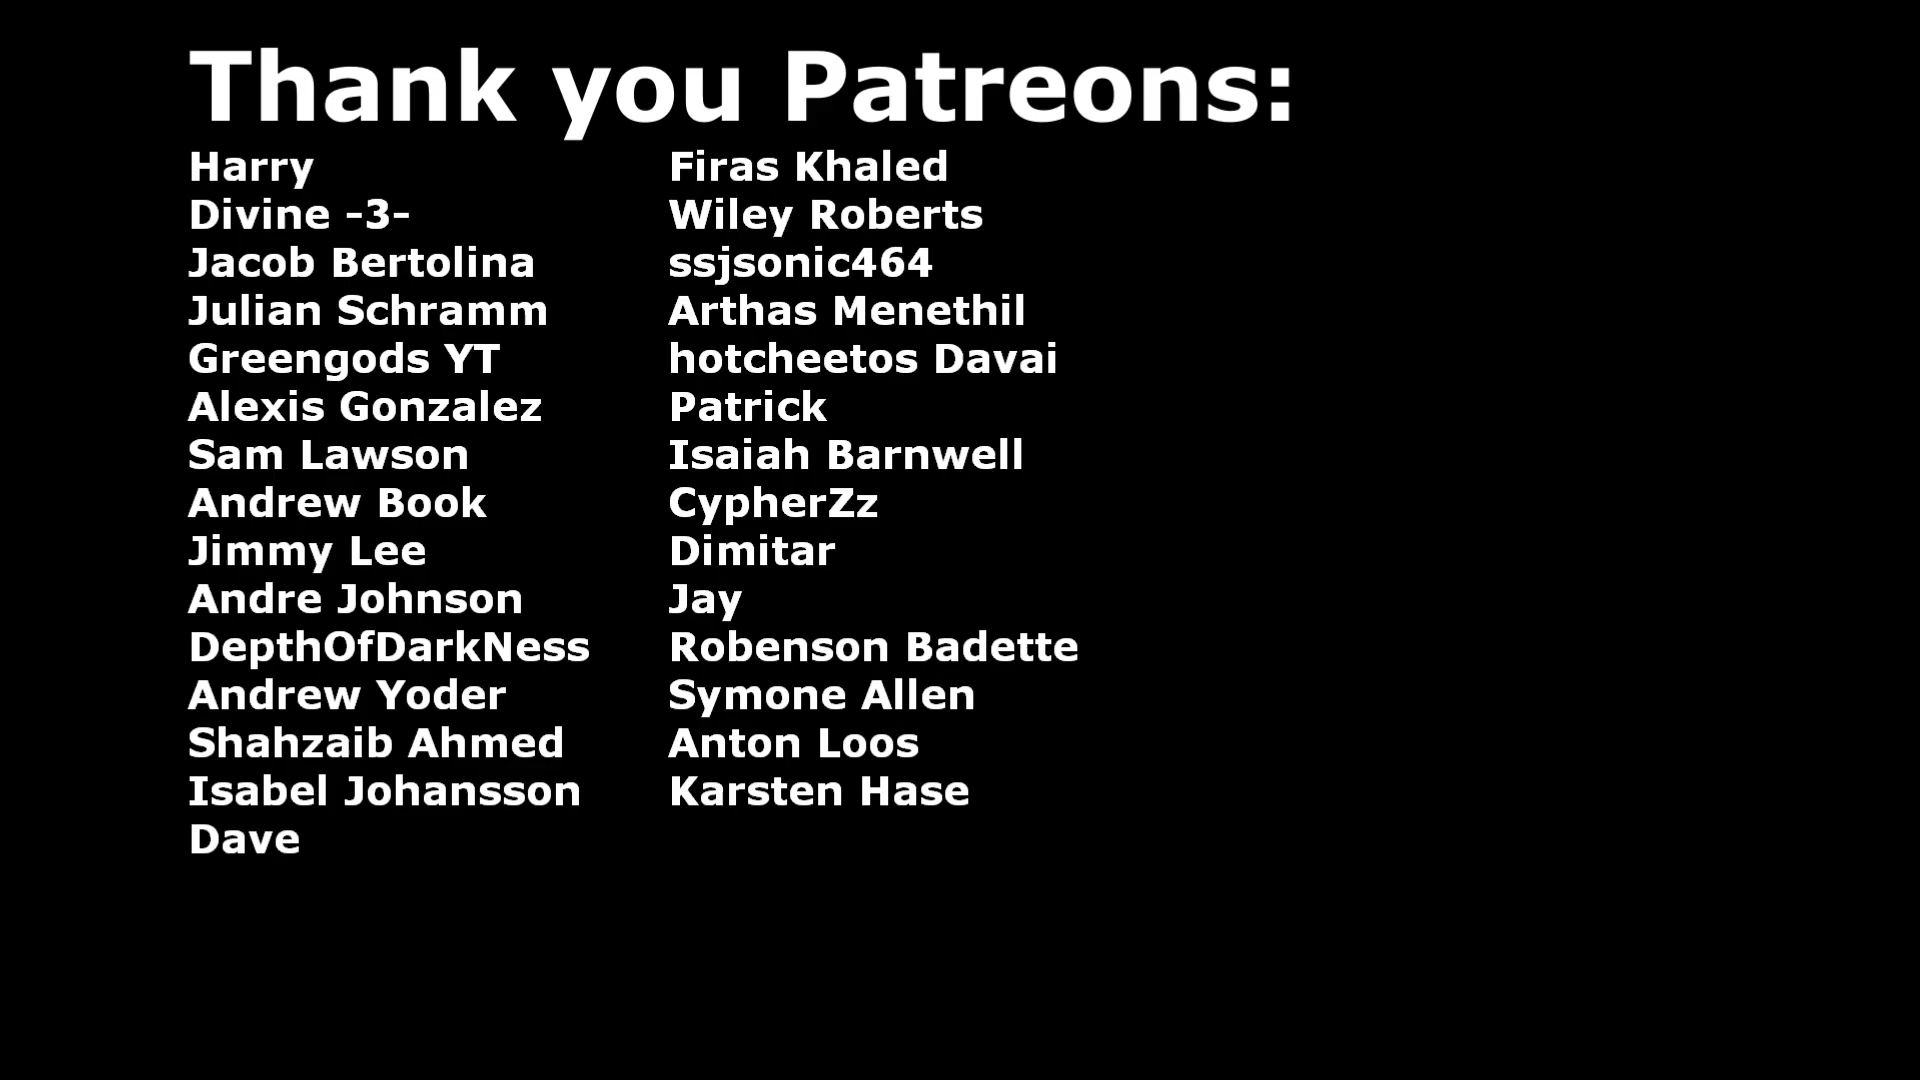 Thank you Patreons:
Harry
Divine -3-
Jacob Bertolina
Julian Schramm
Greengods YT
Alexis Gonzalez
Sam Lawson
Andrew Book
Jimmy Lee
Andre Johnson
DepthOfDarkNess
Andrew Yoder
Shahzaib Ahmed
Isabel Johansson
Dave
Firas Khaled
Wiley Roberts
ssjsonic464
Arthas Menethil
hotcheetos Davai
Patrick
Isaiah Barnwell
CypherZz
Dimitar
Jay
Robenson Badette
Symone Allen
Anton Loos
Karsten Hase